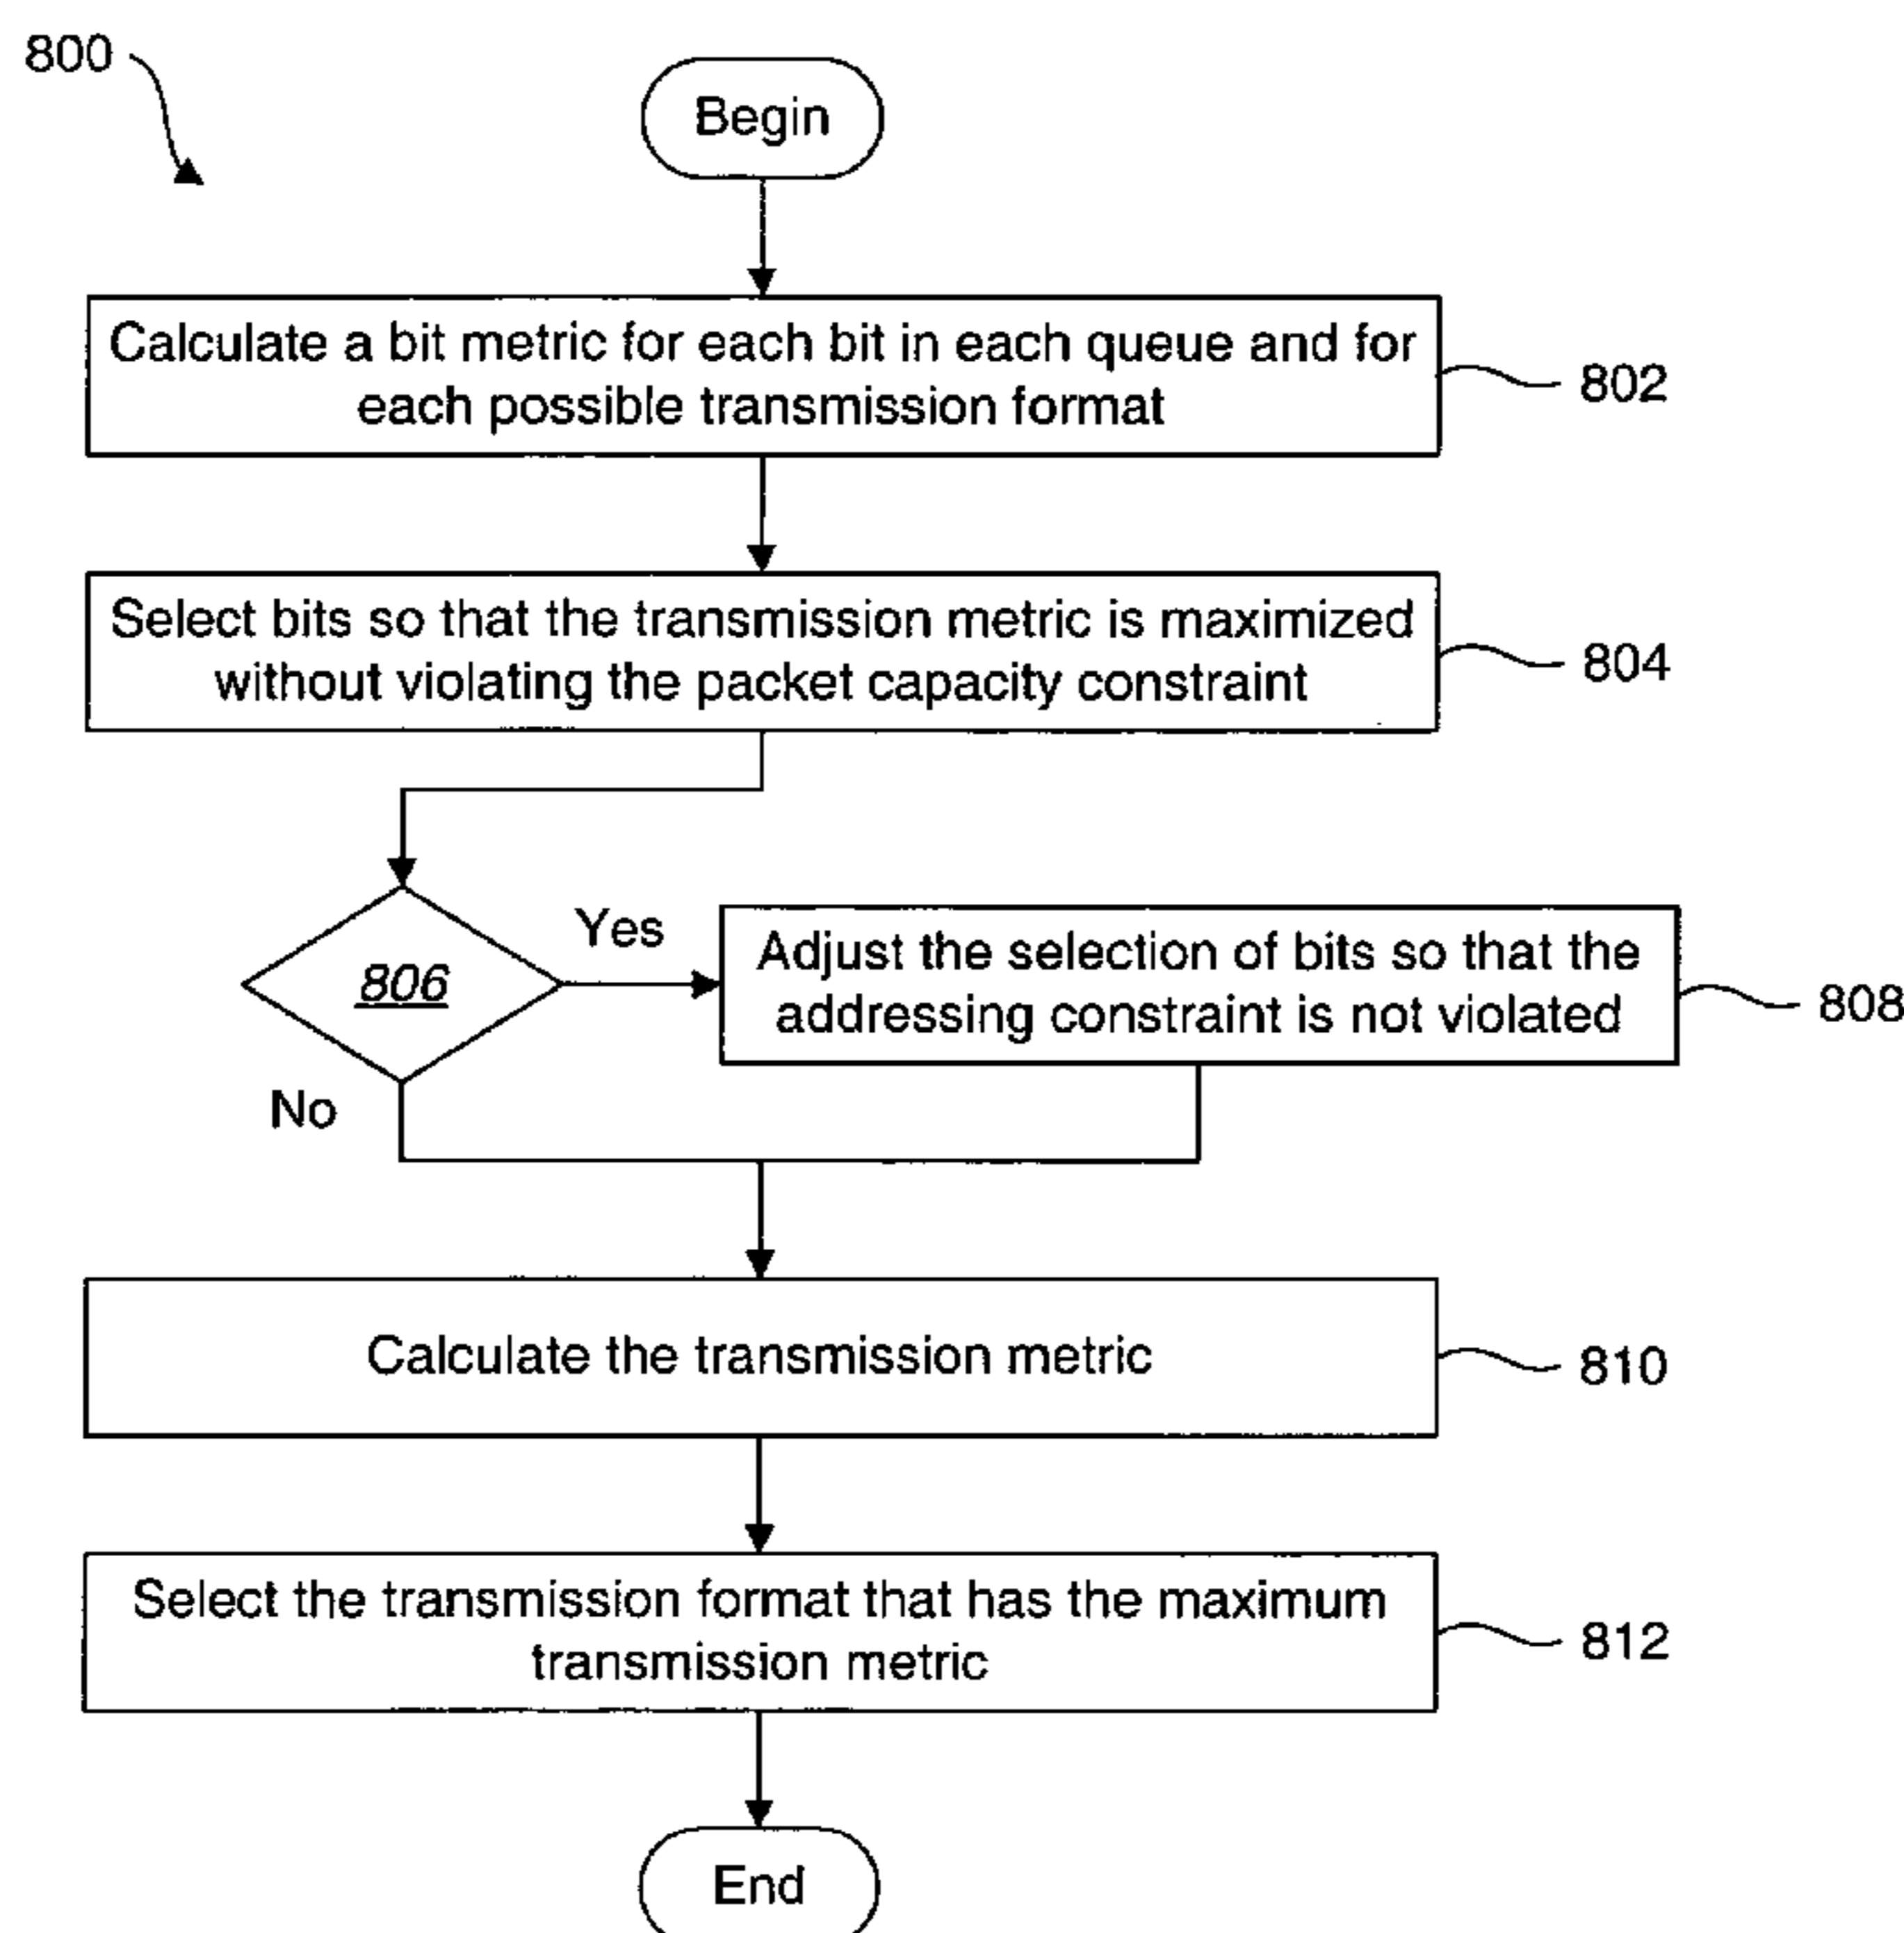 800
Begin
Calculate a bit metric for each bit in each queue and for
each possible transmission format
802
Select bits so that the transmission metric is maximized
without violating the packet capacity constraint
804
806
Yes
Adjust the selection of bits so that the
addressing constraint is not violated
808
No
Calculate the transmission metric
810
Select the transmission format that has the maximum
transmission metric
812
End